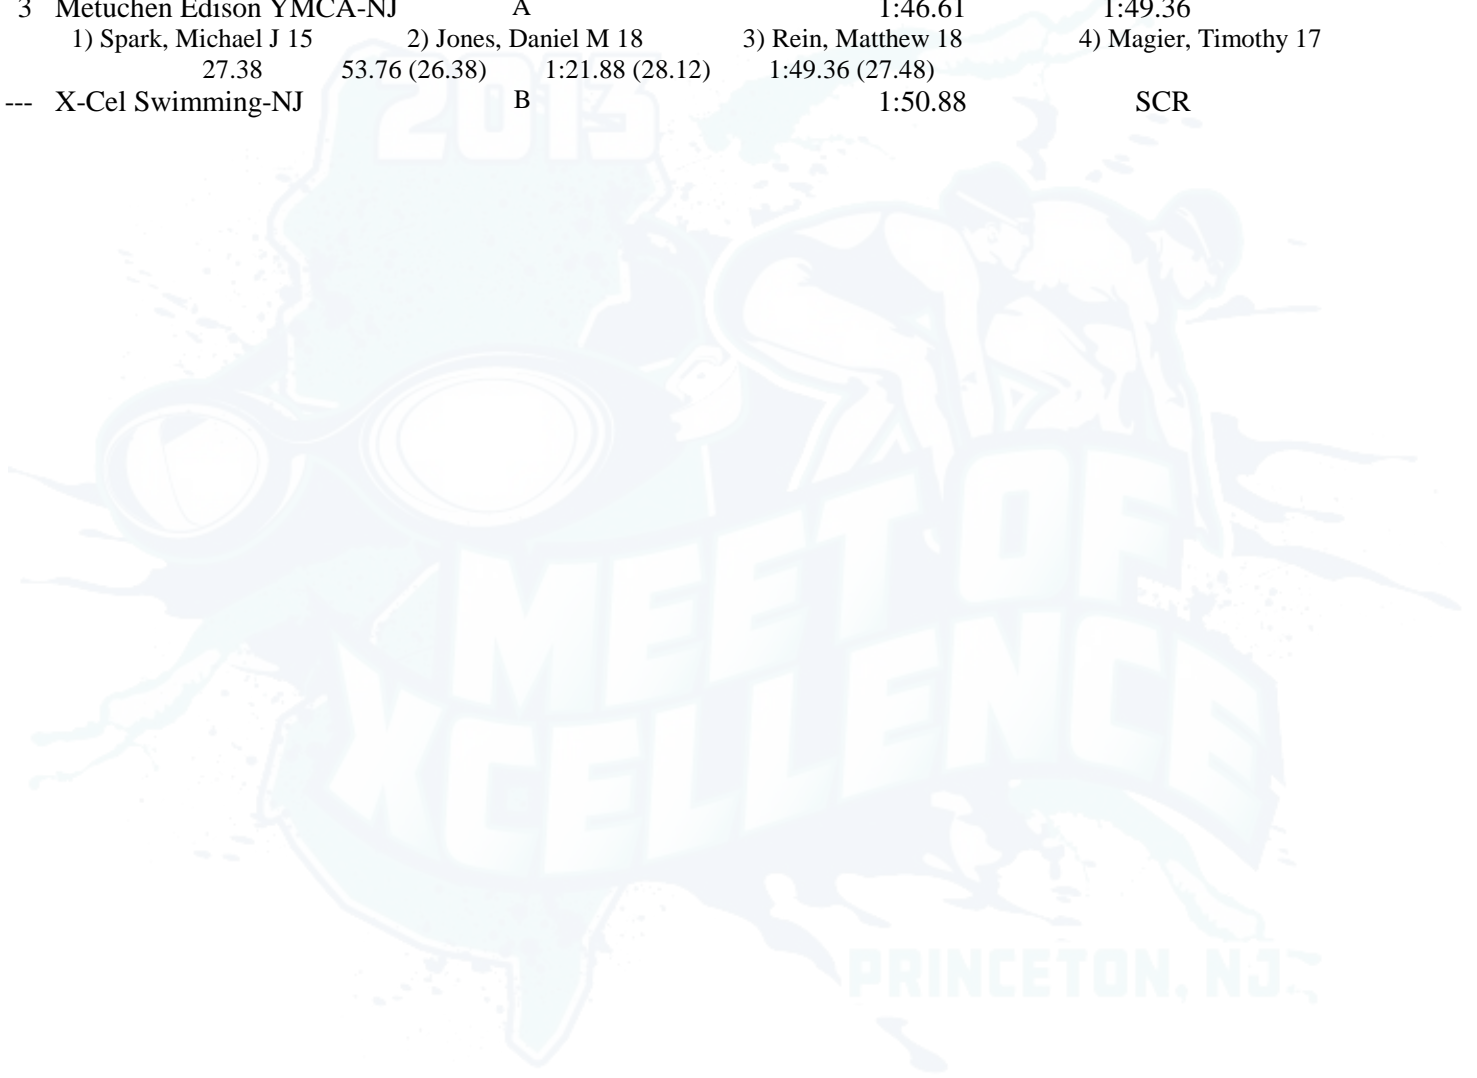 3 Metuchen Edison YMCA-NJ A 1:46.61 1:49.36
1) Spark, Michael J 15 2) Jones, Daniel M 18 3) Rein, Matthew 18 4) Magier, Timothy 17
27.38 53.76 (26.38) 1:21.88 (28.12) 1:49.36 (27.48)
--- X-Cel Swimming-NJ B 1:50.88 SCR
2013
MEET OF
XCELLENCE
PRINCETON, NJ